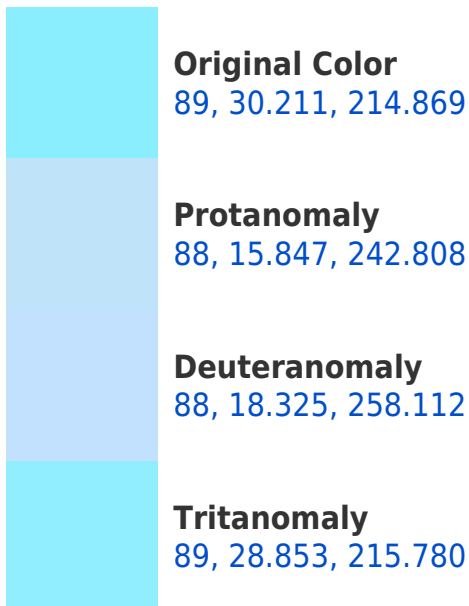 Original Color
89, 30.211, 214.869
Protanomaly
88, 15.847, 242.808
Deuteranomaly
88, 18.325, 258.112
Tritanomaly
89, 28.853, 215.780